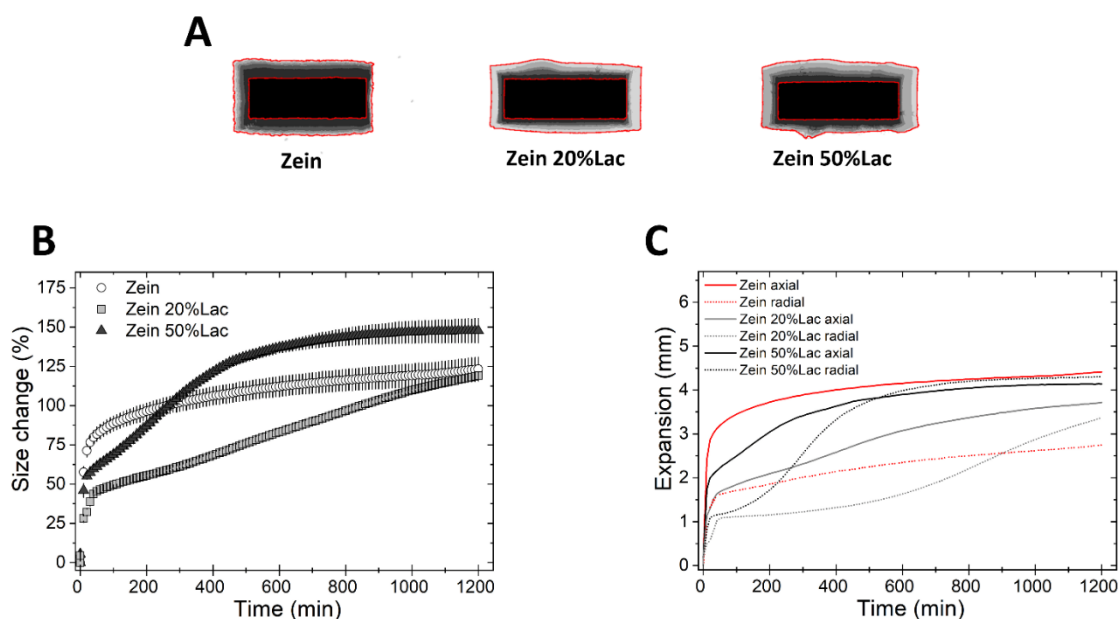 A
Zein
Zein 20%Lac
Zein 50%Lac
B
Size change (%)
175
150
125
100
75
50
25
0
Zein
Zein 20%Lac
Zein 50%Lac
0
200
400
600
800
1000
1200
Time (min)
C
Expansion (mm)
6
5
4
3
2
1
0
Zein axial
Zein radial
Zein 20%Lac axial
Zein 20%Lac radial
Zein 50%Lac axial
Zein 50%Lac radial
0
200
400
600
800
1000
1200
Time (min)